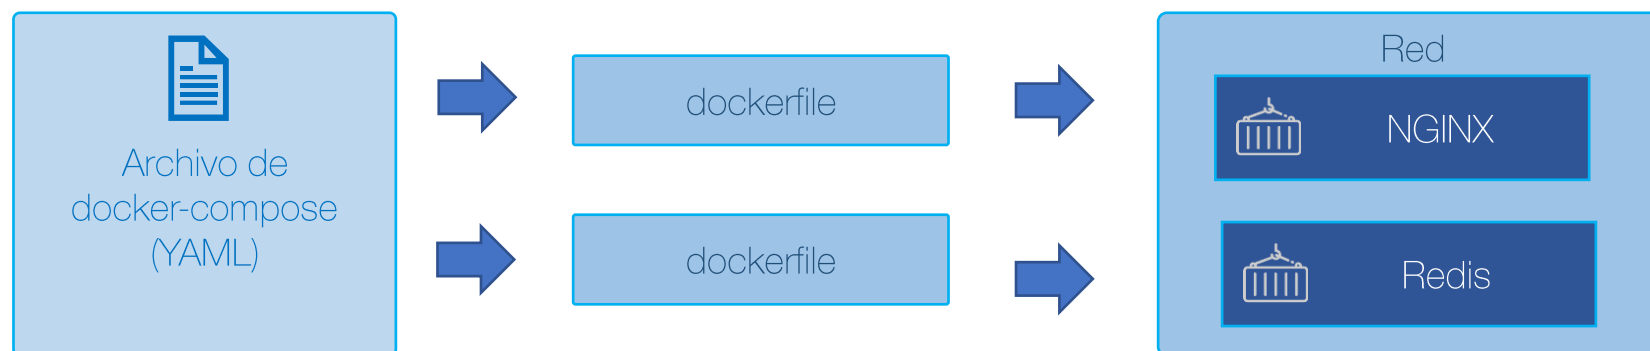 Archivo de
docker-compose
(YAML)
dockerfile
dockerfile
Red
NGINX
Redis